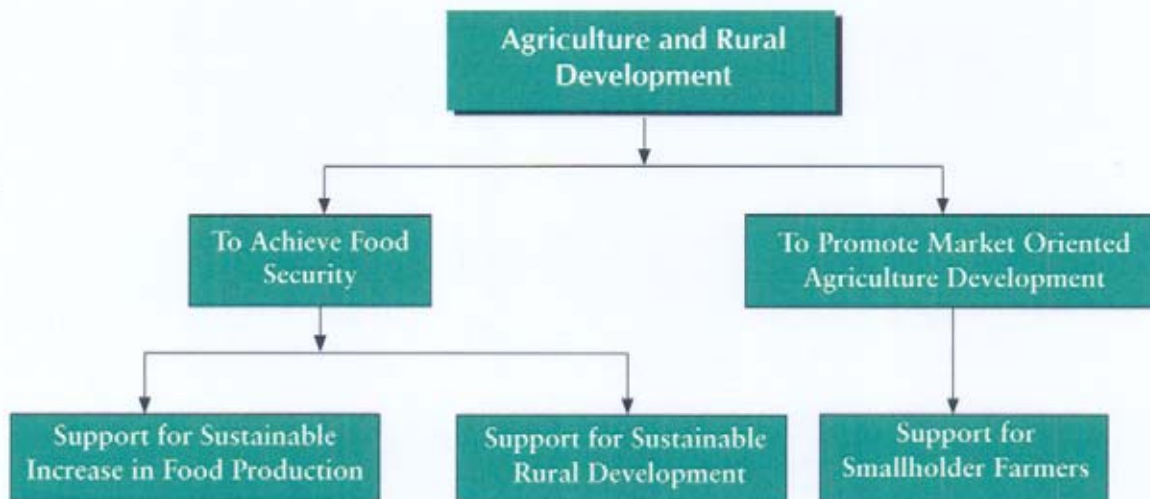 Agriculture and Rural
Development
To Achieve Food
Security
To Promote Market Oriented
Agriculture Development
Support for Sustainable
Increase in Food Production
Support for Sustainable
Rural Development
Support for
Smallholder Farmers